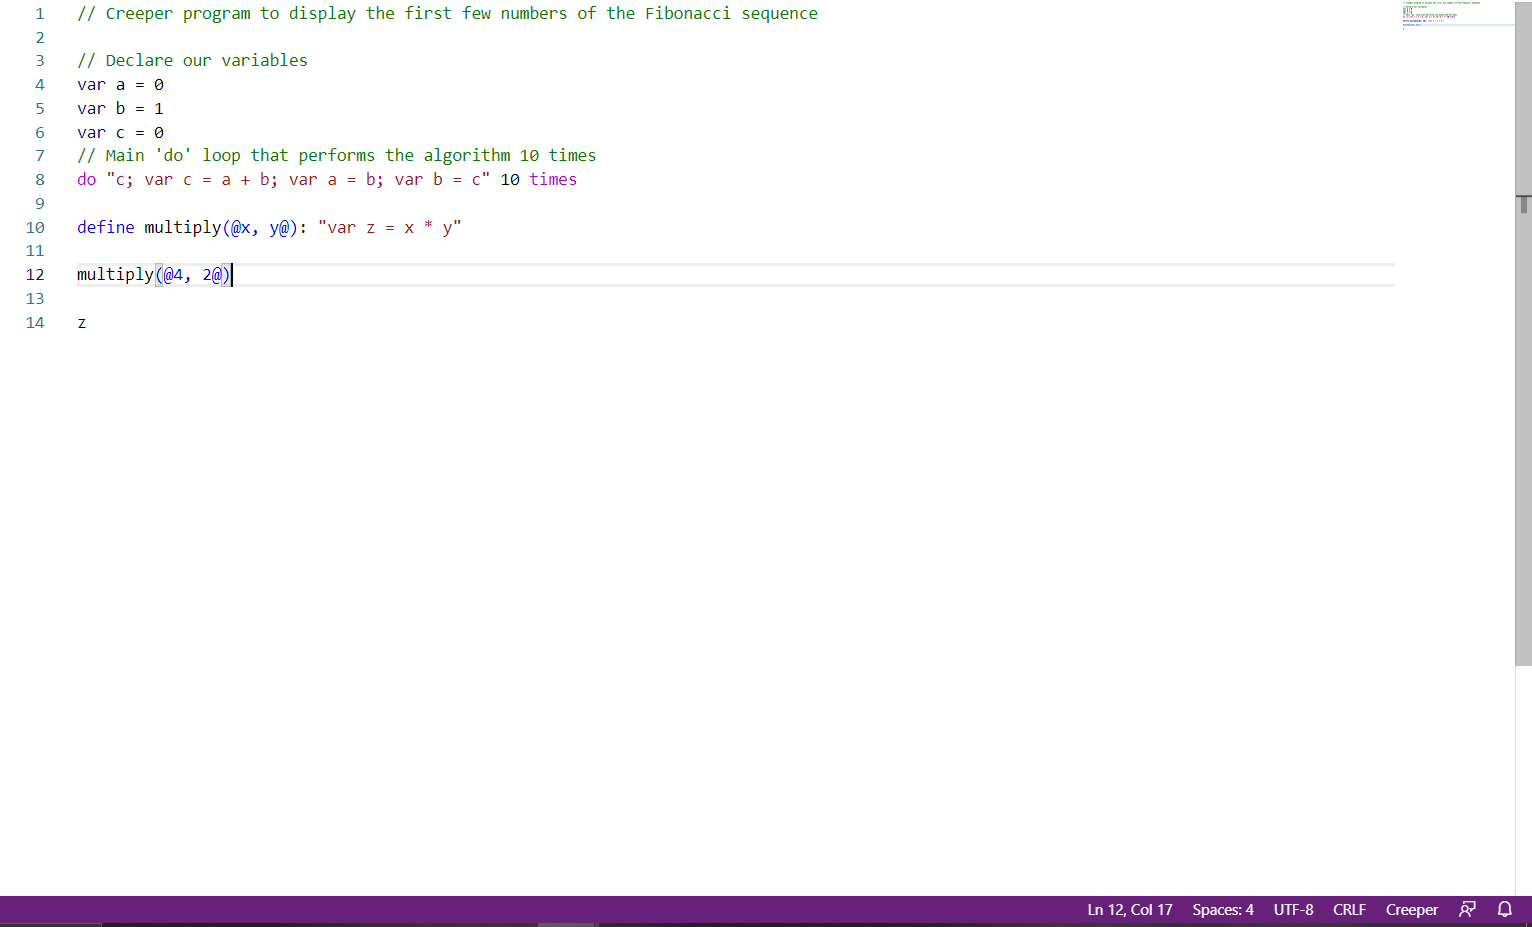 1 // Creeper program to display the first few numbers of the Fibonacci sequence
2
3 // Declare our variables
4 var a = 0
5 var b = 1
6 var c = 0
7 // Main 'do' loop that performs the algorithm 10 times
8 do "c; var c = a + b; var a = b; var b = c" 10 times
9
10 define multiply(@x, y@): "var z = x * y"
11
12 multiply(@4, 2@)
13
14 z
Ln 12, Col 17 Spaces: 4 UTF-8 CRLF Creeper